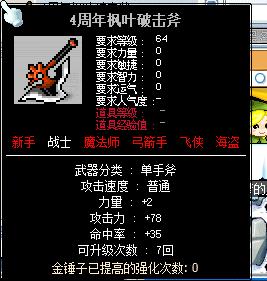 4周年枫叶破击斧
要求等级 : 64
要求力量 : 0
要求敏捷 : 0
要求智力 : 0
要求运气 : 0
要求人气度 : -
道具等级 : -
道具经验值 : -
新手 战士 魔法师 弓箭手 飞侠 海盗
武器分类 : 单手斧
攻击速度 : 普通
力量 : +2
攻击力 : +78
命中率 : +35
可升级次数 : 7回
金锤子已提高的强化次数: 0